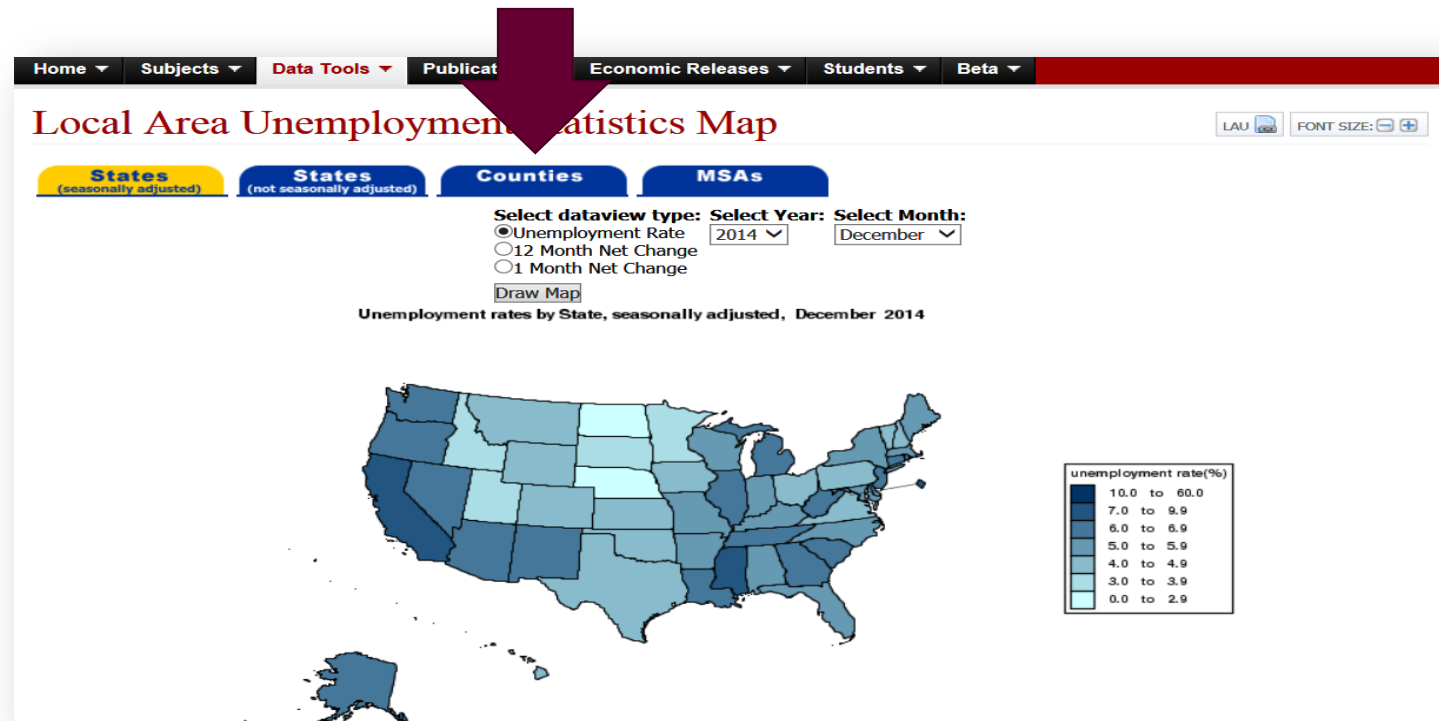 Home Subjects Data Tools Publicat Economic Releases Students Beta
Local Area Unemployment Statistics Map
LAU FONT SIZE:
States States Counties MSAs
(seasonally adjusted) (not seasonally adjusted)
Select dataview type: Select Year: Select Month:
Unemployment Rate 2014 December
12 Month Net Change
1 Month Net Change
Draw Map
Unemployment rates by State, seasonally adjusted, December 2014
unemployment rate(%)
10.0 to 60.0
7.0 to 9.9
6.0 to 6.9
5.0 to 5.9
4.0 to 4.9
3.0 to 3.9
0.0 to 2.9